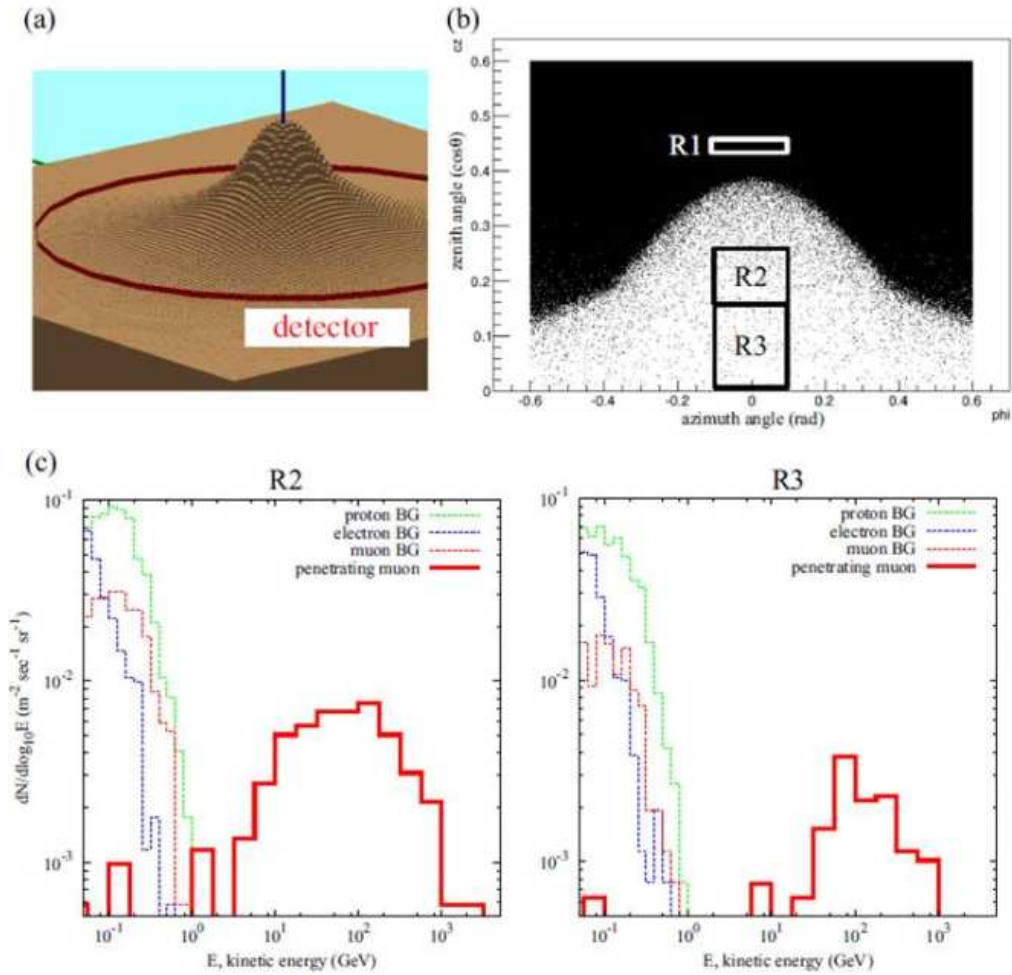 (a)
detector
(b)
cz
zenith angle (cosθ)
0.6
0.5
0.4
0.3
0.2
0.1
0
R1
R2
R3
-0.6 -0.4 -0.2 0 0.2 0.4 0.6
phi
azimuth angle (rad)
(c)
R2
10⁻¹
10⁻²
10⁻³
dN/dlog₁₀E (m⁻² sec⁻¹ sr⁻¹)
proton BG
electron BG
muon BG
penetrating muon
10⁻¹ 10⁰ 10¹ 10² 10³
E, kinetic energy (GeV)
R3
10⁻¹
10⁻²
10⁻³
proton BG
electron BG
muon BG
penetrating muon
10⁻¹ 10⁰ 10¹ 10² 10³
E, kinetic energy (GeV)